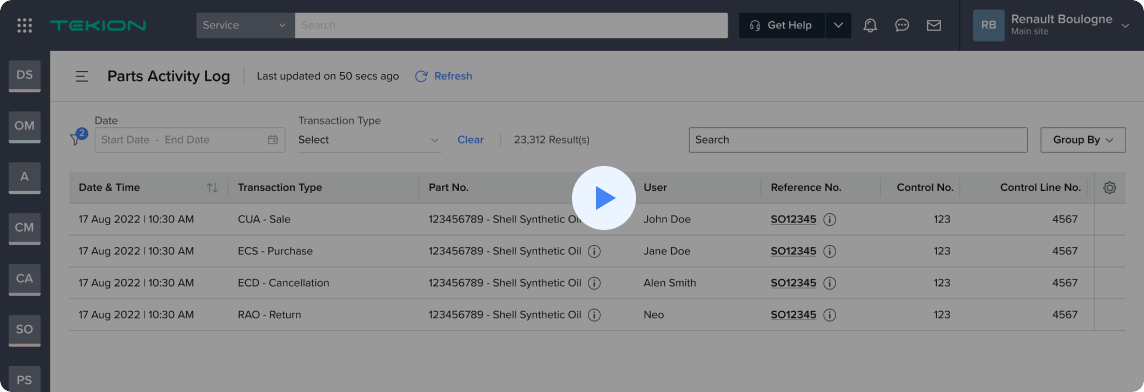 TEKION
Service
Search
Get Help
RB
Renault Boulogne
Main site
DS
OM
A
CM
CA
SO
PS
Parts Activity Log
Last updated on 50 secs ago
Refresh
2
Date
Start Date - End Date
Transaction Type
Select
Clear
23,312 Result(s)
Search
Group By
Date & Time Transaction Type Part No. User Reference No. Control No. Control Line No.
17 Aug 2022 | 10:30 AM CUA - Sale 123456789 - Shell Synthetic Oil John Doe SO12345 123 4567
17 Aug 2022 | 10:30 AM ECS - Purchase 123456789 - Shell Synthetic Oil Jane Doe SO12345 123 4567
17 Aug 2022 | 10:30 AM ECD - Cancellation 123456789 - Shell Synthetic Oil Alen Smith SO12345 123 4567
17 Aug 2022 | 10:30 AM RAO - Return 123456789 - Shell Synthetic Oil Neo SO12345 123 4567